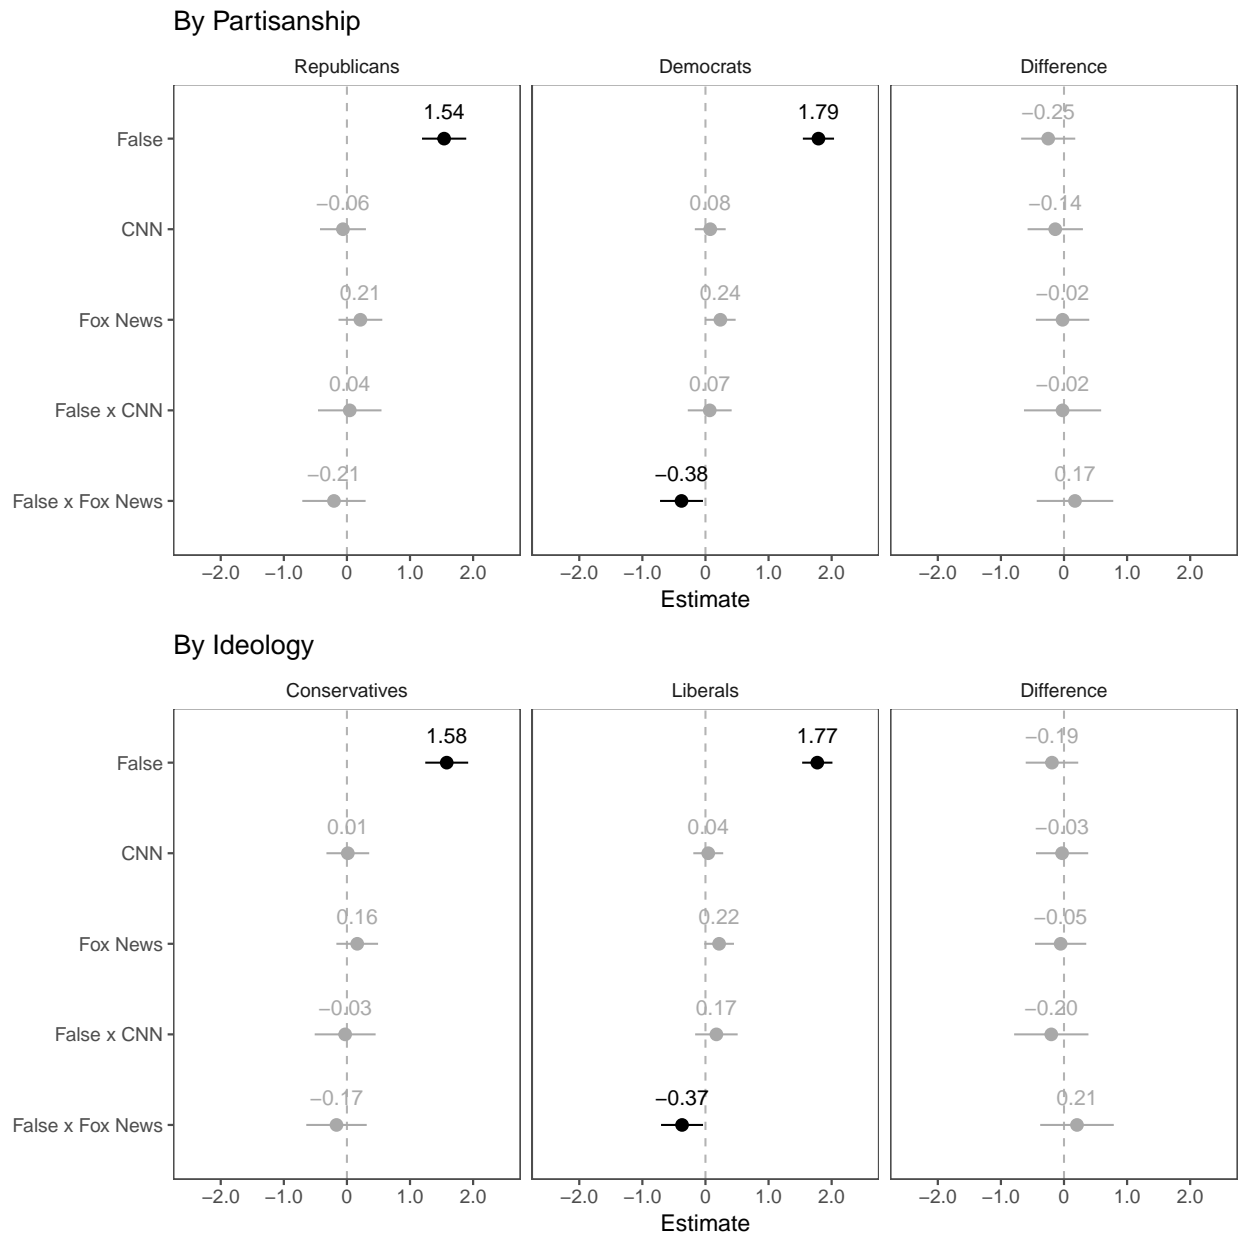 By Partisanship
Republicans Democrats Difference
1.54 1.79 −0.25
False
−0.06 0.08 −0.14
CNN
0.21 0.24 −0.02
Fox News
0.04 0.07 −0.02
False x CNN
−0.21 −0.38 0.17
False x Fox News
−2.0 −1.0 0 1.0 2.0 −2.0 −1.0 0 1.0 2.0 −2.0 −1.0 0 1.0 2.0
Estimate
By Ideology
Conservatives Liberals Difference
1.58 1.77 −0.19
False
0.01 0.04 −0.03
CNN
0.16 0.22 −0.05
Fox News
−0.03 0.17 −0.20
False x CNN
−0.17 −0.37 0.21
False x Fox News
−2.0 −1.0 0 1.0 2.0 −2.0 −1.0 0 1.0 2.0 −2.0 −1.0 0 1.0 2.0
Estimate